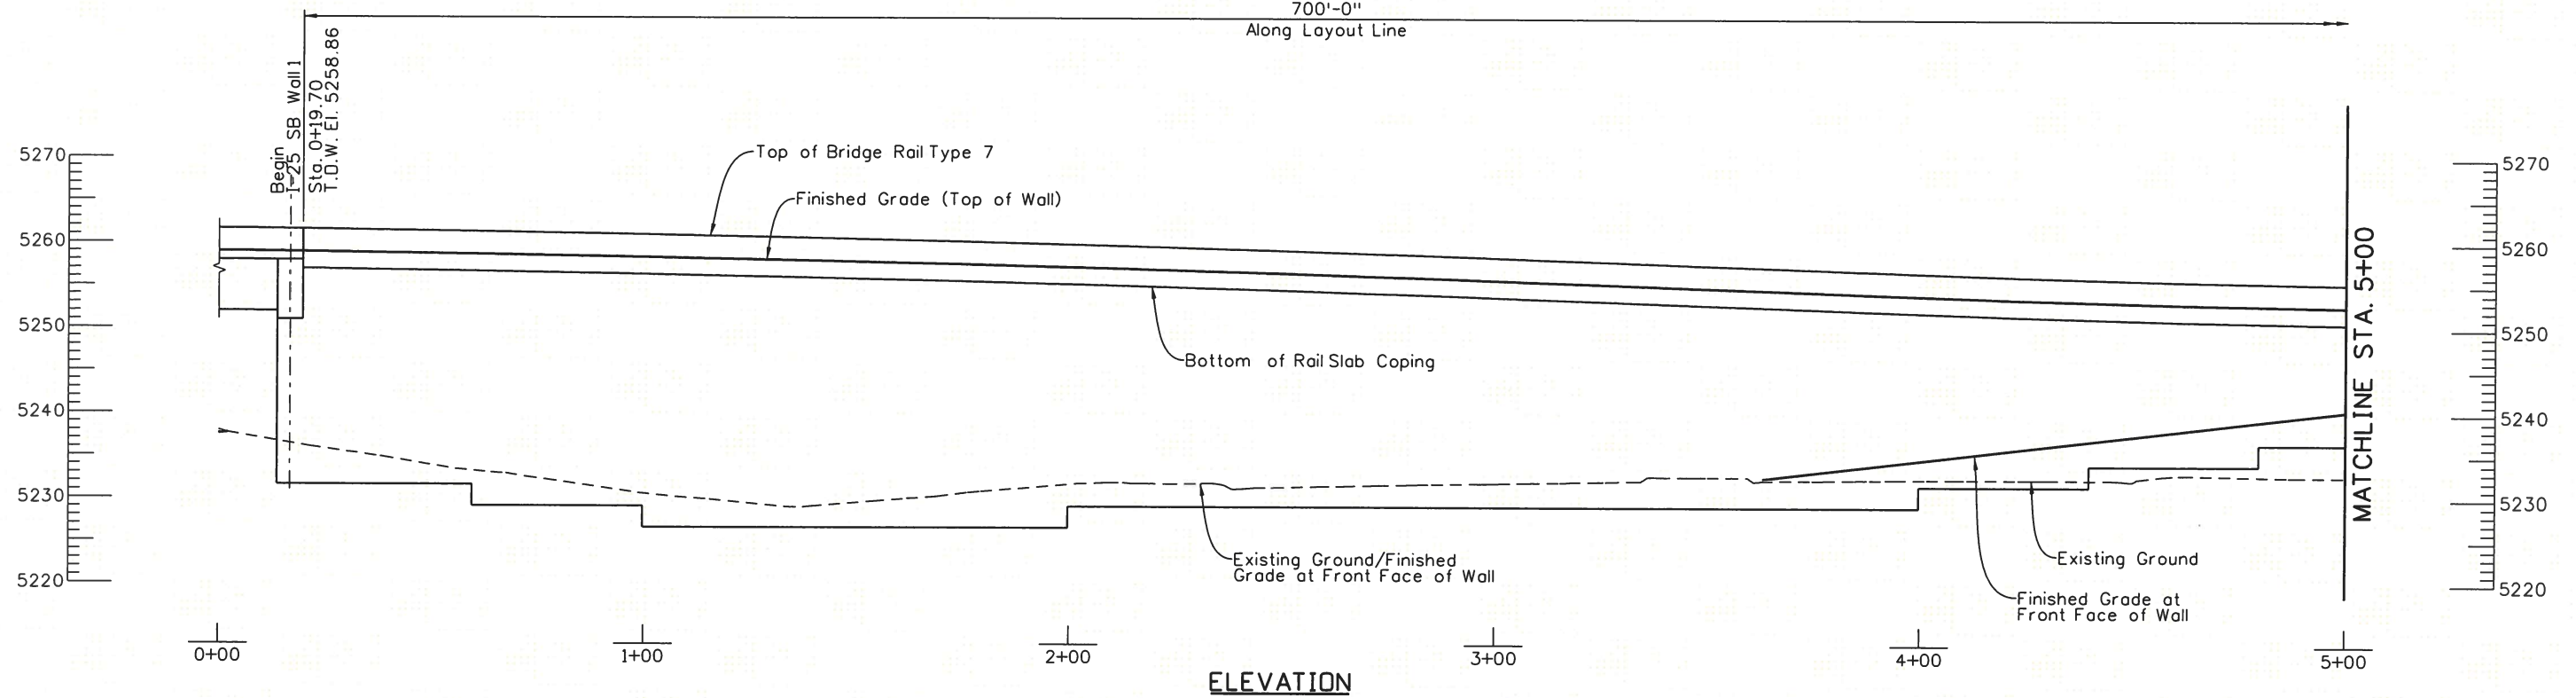 700'-0"
Along Layout Line
Begin
I-25 SB Wall 1
Sta. 0+19.70
T.O.W. El. 5258.86
Top of Bridge Rail Type 7
Finished Grade (Top of Wall)
5270
5260
5250
5240
5230
5220
5270
5260
5250
5240
5230
5220
Bottom of Rail Slab Coping
MATCHLINE STA. 5+00
Existing Ground/Finished
Grade at Front Face of Wall
Existing Ground
Finished Grade at
Front Face of Wall
0+00
1+00
2+00
3+00
4+00
5+00
ELEVATION